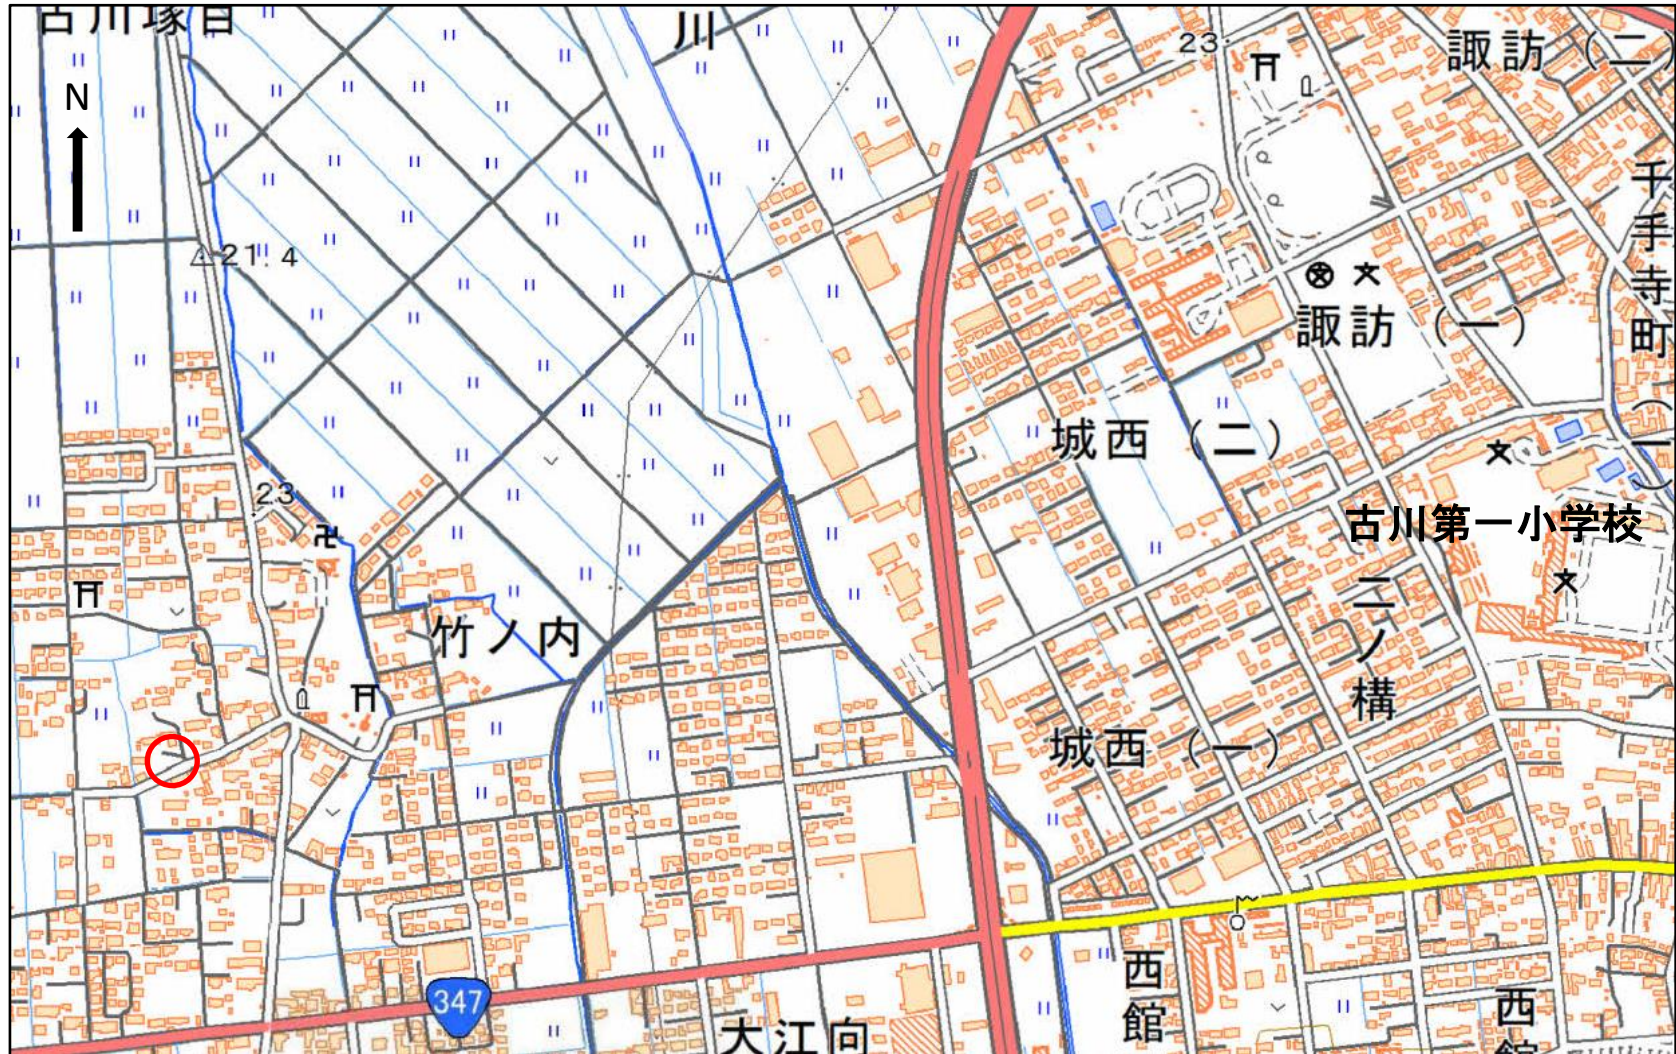 古川塚目
川
23
諏訪（二）
N
千手寺町（一）
21.4
諏訪（一）
城西（二）
23
古川第一小学校
竹ノ内
二ノ構
城西（一）
347
大江向
西館
西館